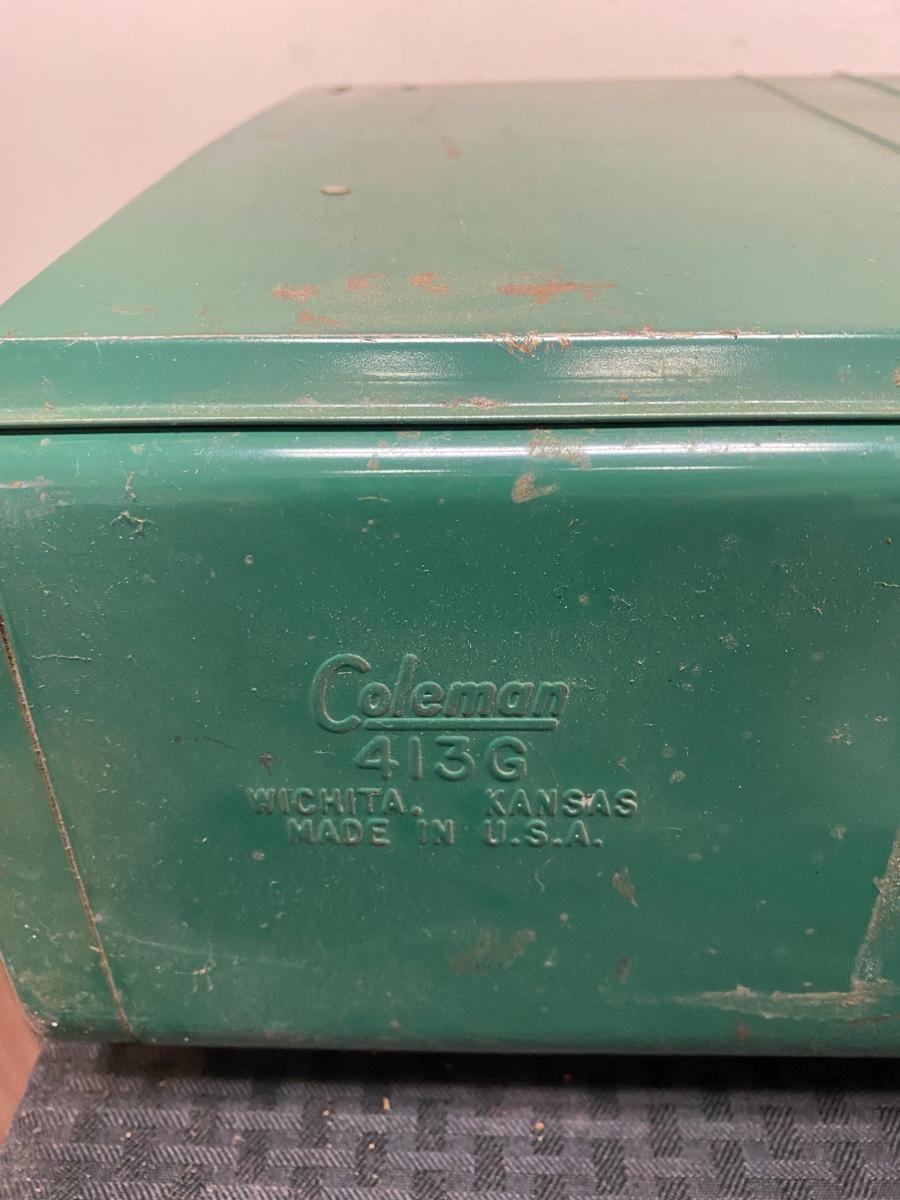 Coleman
413G
WICHITA. KANSAS
MADE IN U.S.A.